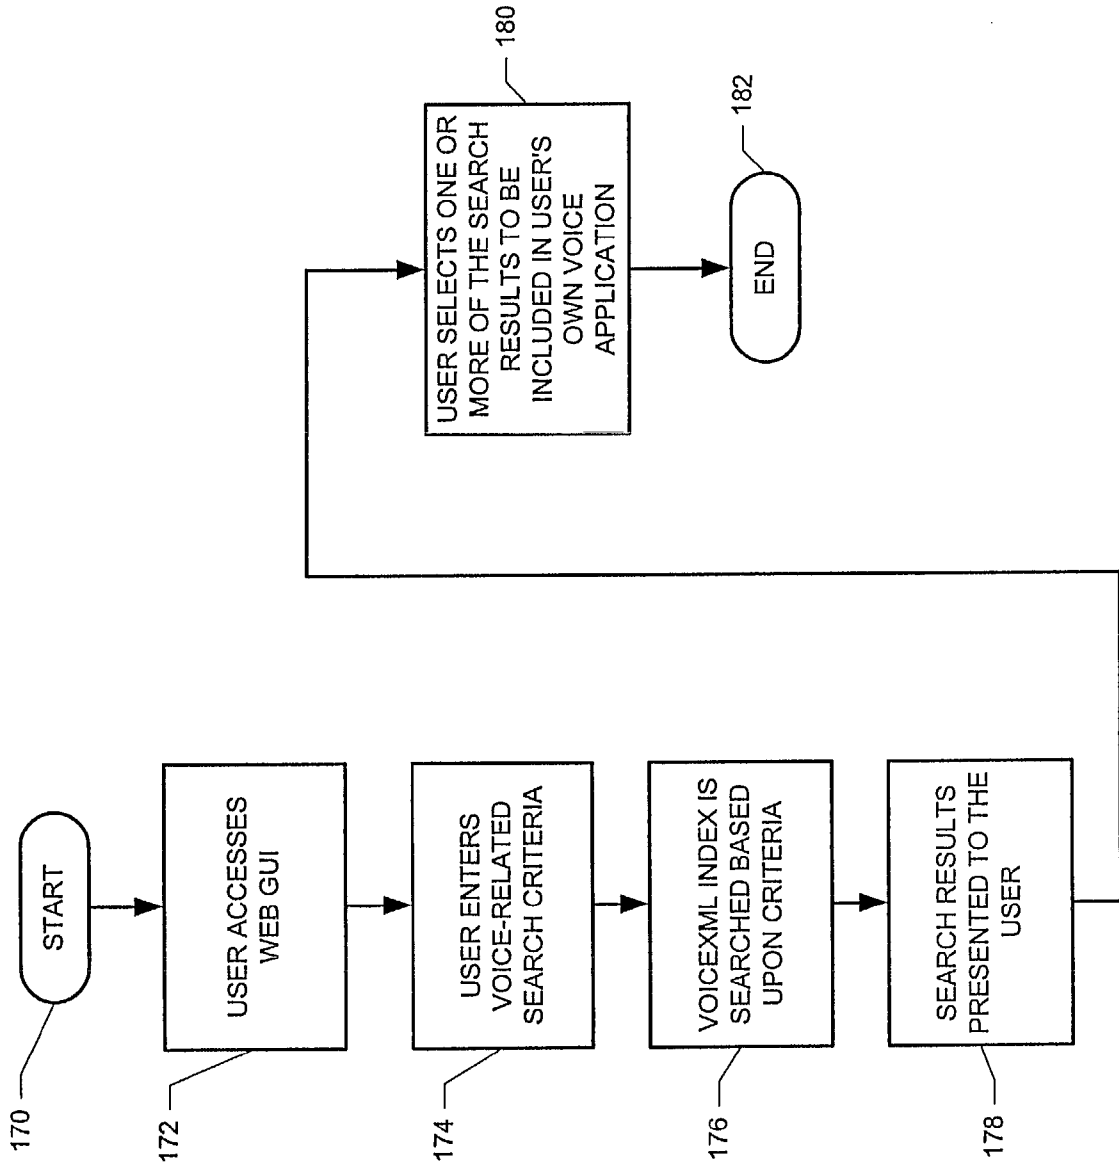 170
START
172
USER ACCESSES
WEB GUI
174
USER ENTERS
VOICE-RELATED
SEARCH CRITERIA
176
VOICEXML INDEX IS
SEARCHED BASED
UPON CRITERIA
178
SEARCH RESULTS
PRESENTED TO THE
USER
180
USER SELECTS ONE OR
MORE OF THE SEARCH
RESULTS TO BE
INCLUDED IN USER'S
OWN VOICE
APPLICATION
182
END